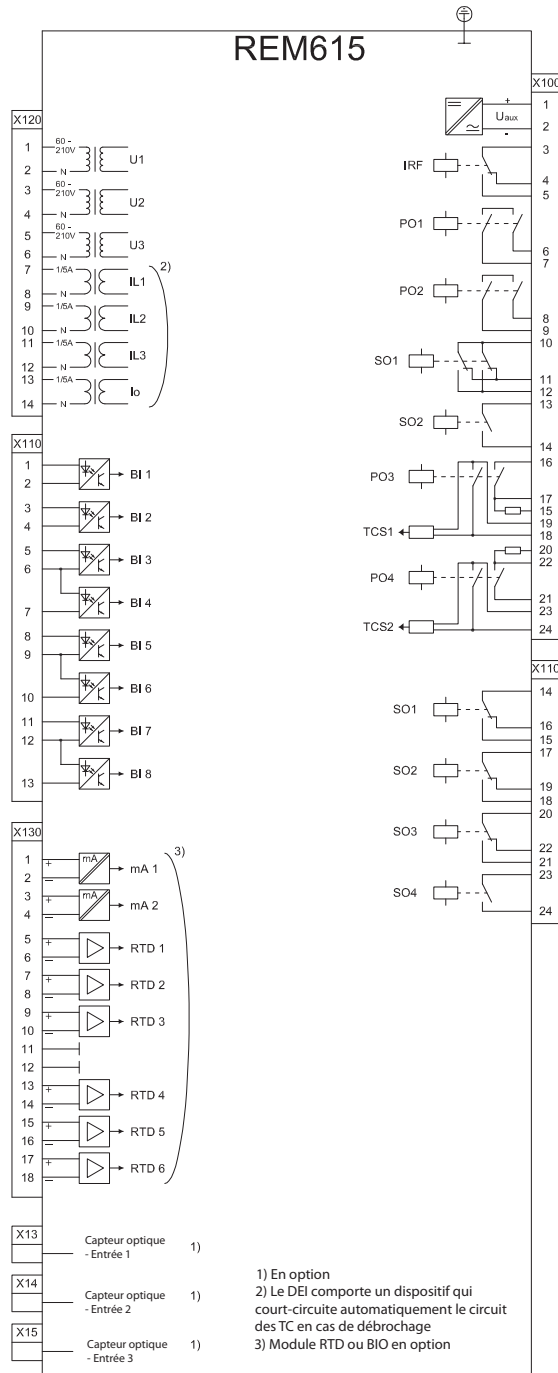 REM615
X120
1
60 -
210V
2
N
U1
3
60 -
210V
4
N
U2
5
60 -
210V
6
N
U3
7
1/5A
8
N
IL1
2)
9
1/5A
10
N
IL2
11
1/5A
12
N
IL3
13
1/5A
14
N
Io
X110
1
2
BI 1
3
4
BI 2
5
6
BI 3
BI 4
7
8
9
BI 5
BI 6
10
11
12
BI 7
BI 8
13
X130
1
+
2
–
mA
mA 1
3)
3
+
4
–
mA
mA 2
5
+
6
–
RTD 1
7
+
8
–
RTD 2
9
+
10
–
RTD 3
11
12
13
+
14
–
RTD 4
15
+
16
–
RTD 5
17
+
18
–
RTD 6
X13
Capteur optique
- Entrée 1
1)
X14
Capteur optique
- Entrée 2
1)
X15
Capteur optique
- Entrée 3
1)
X100
+
Uaux
-
1
2
IRF
3
4
5
PO1
6
7
PO2
8
9
SO1
10
11
12
SO2
13
14
PO3
16
17
15
19
TCS1
18
20
22
PO4
21
23
TCS2
24
X110
SO1
14
16
15
SO2
17
19
18
SO3
20
22
21
SO4
23
24
1) En option
2) Le DEI comporte un dispositif qui
court-circuite automatiquement le circuit
des TC en cas de débrochage
3) Module RTD ou BIO en option